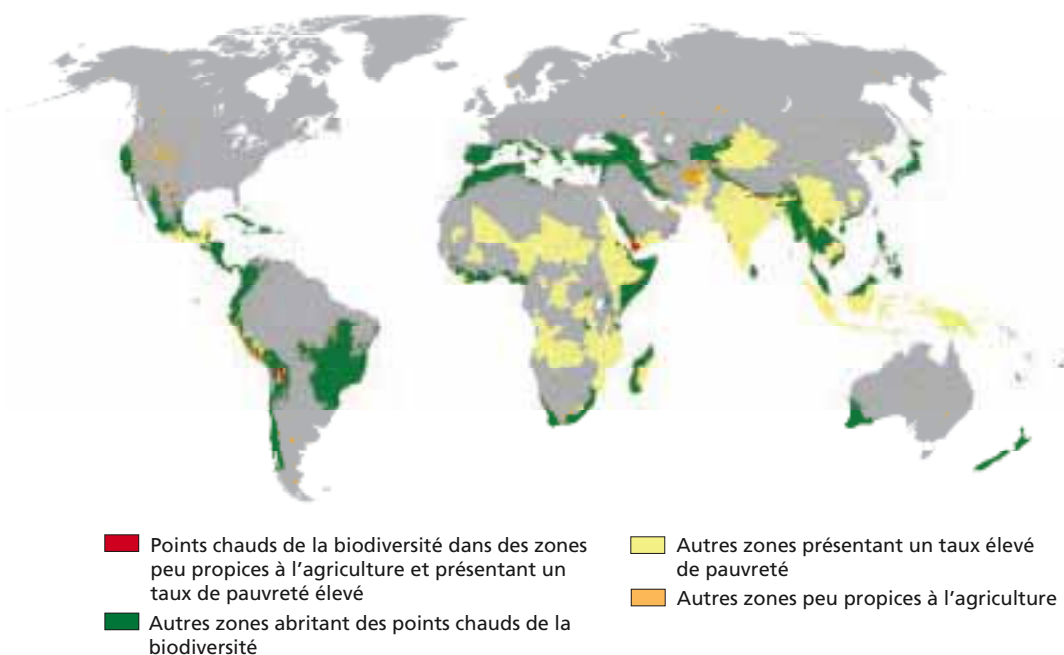 Points chauds de la biodiversité dans des zones
peu propices à l’agriculture et présentant un
taux de pauvreté élevé
Autres zones abritant des points chauds de la
biodiversité
Autres zones présentant un taux élevé
de pauvreté
Autres zones peu propices à l’agriculture